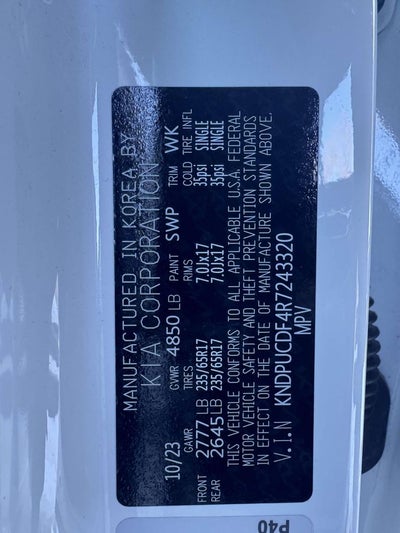 MANUFACTURED IN KOREA BY
KIA CORPORATION
10/23 GVWR 4850 LB PAINT SWP TRIM WK
GAWR TIRES RIMS COLD TIRE INFL
FRONT 2777 LB 235/65R17 7.0Jx17 35psi SINGLE
REAR 2645 LB 235/65R17 7.0Jx17 35psi SINGLE
THIS VEHICLE CONFORMS TO ALL APPLICABLE U.S.A. FEDERAL
MOTOR VEHICLE SAFETY AND THEFT PREVENTION STANDARDS
IN EFFECT ON THE DATE OF MANUFACTURE SHOWN ABOVE.
V.I.N KNDPUCDF4R7243320
MPV
P40